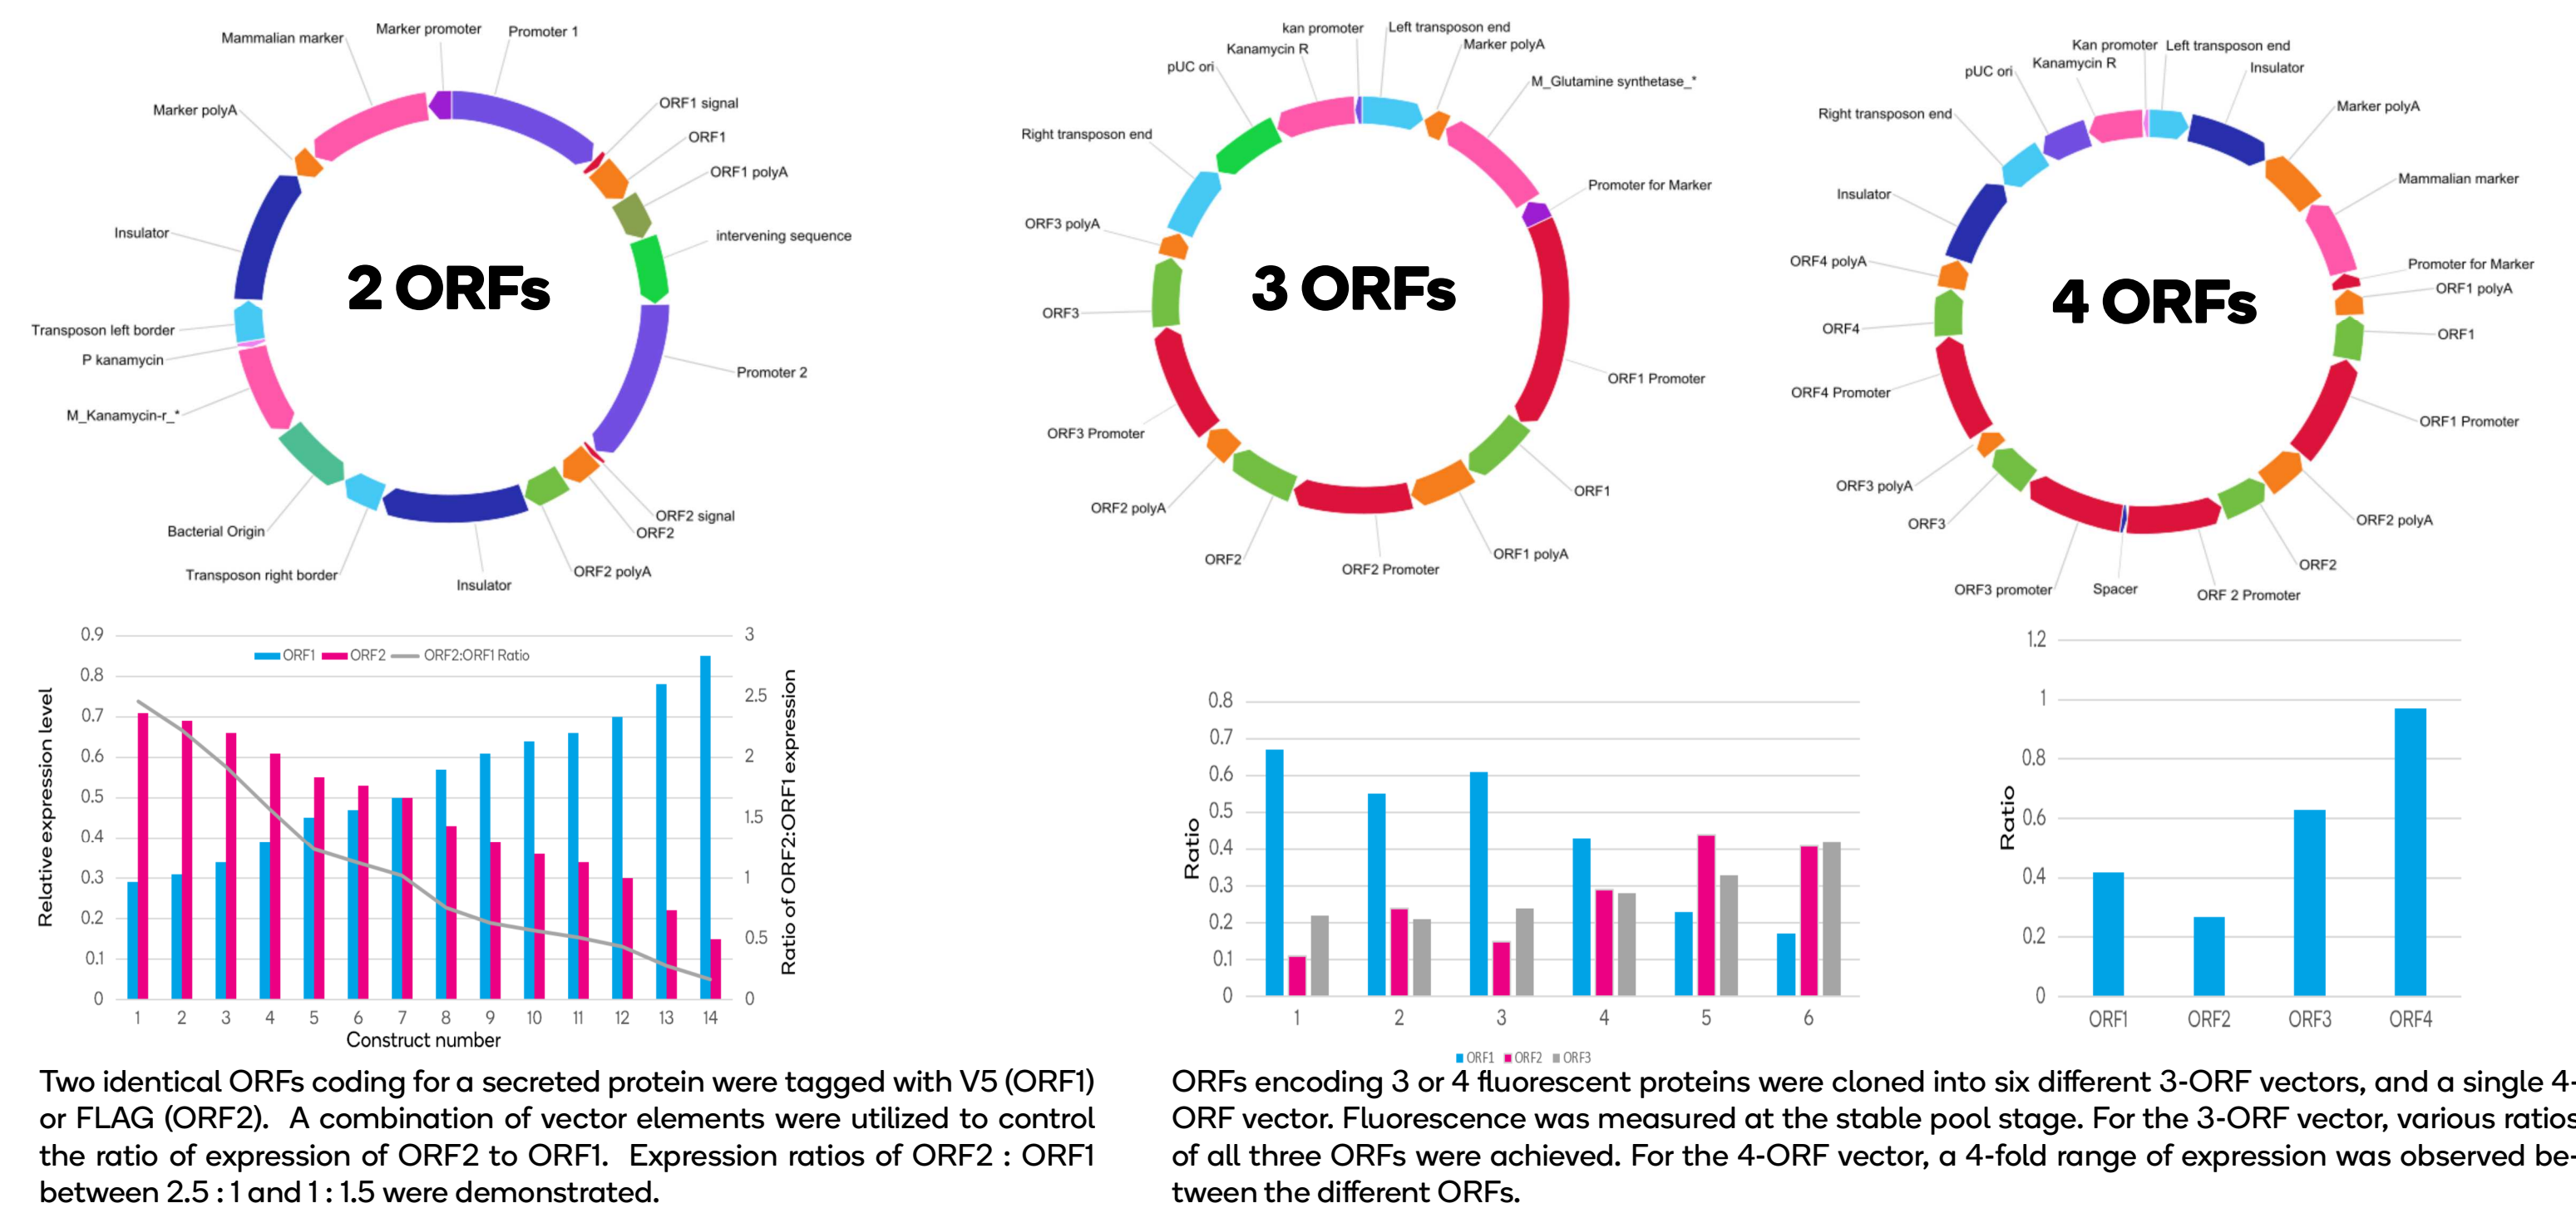 Marker promoter
Promoter 1
Mammalian marker
ORF1 signal
Marker polyA
ORF1
ORF1 polyA
intervening sequence
Insulator
2 ORFs
Transposon left border
P kanamycin
Promoter 2
M_Kanamycin-r_*
ORF2 signal
Bacterial Origin
ORF2
Transposon right border
Insulator
ORF2 polyA
kan promoter
Left transposon end
Kanamycin R
Marker polyA
pUC ori
M_Glutamine synthetase_*
Right transposon end
Promoter for Marker
ORF3 polyA
3 ORFs
ORF3
ORF1 Promoter
ORF3 Promoter
ORF1
ORF2 polyA
ORF1 polyA
ORF2
ORF2 Promoter
Kan promoter
Left transposon end
Kanamycin R
Insulator
pUC ori
Marker polyA
Right transposon end
Mammalian marker
Insulator
ORF4 polyA
Promoter for Marker
ORF1 polyA
4 ORFs
ORF4
ORF1
ORF4 Promoter
ORF1 Promoter
ORF3 polyA
ORF3
ORF2 polyA
ORF2
ORF3 promoter
Spacer
ORF 2 Promoter
Relative expression level
0.9
0.8
0.7
0.6
0.5
0.4
0.3
0.2
0.1
0
ORF1 ORF2 ORF2:ORF1 Ratio
3
2.5
2
1.5
1
0.5
0
Ratio of ORF2:ORF1 expression
1 2 3 4 5 6 7 8 9 10 11 12 13 14
Construct number
Ratio
0.8
0.7
0.6
0.5
0.4
0.3
0.2
0.1
0
1 2 3 4 5 6
ORF1 ORF2 ORF3
Ratio
1.2
1
0.8
0.6
0.4
0.2
0
ORF1 ORF2 ORF3 ORF4
Two identical ORFs coding for a secreted protein were tagged with V5 (ORF1)
or FLAG (ORF2). A combination of vector elements were utilized to control
the ratio of expression of ORF2 to ORF1. Expression ratios of ORF2 : ORF1
between 2.5 : 1 and 1 : 1.5 were demonstrated.
ORFs encoding 3 or 4 fluorescent proteins were cloned into six different 3-ORF vectors, and a single 4-
ORF vector. Fluorescence was measured at the stable pool stage. For the 3-ORF vector, various ratios
of all three ORFs were achieved. For the 4-ORF vector, a 4-fold range of expression was observed be-
tween the different ORFs.